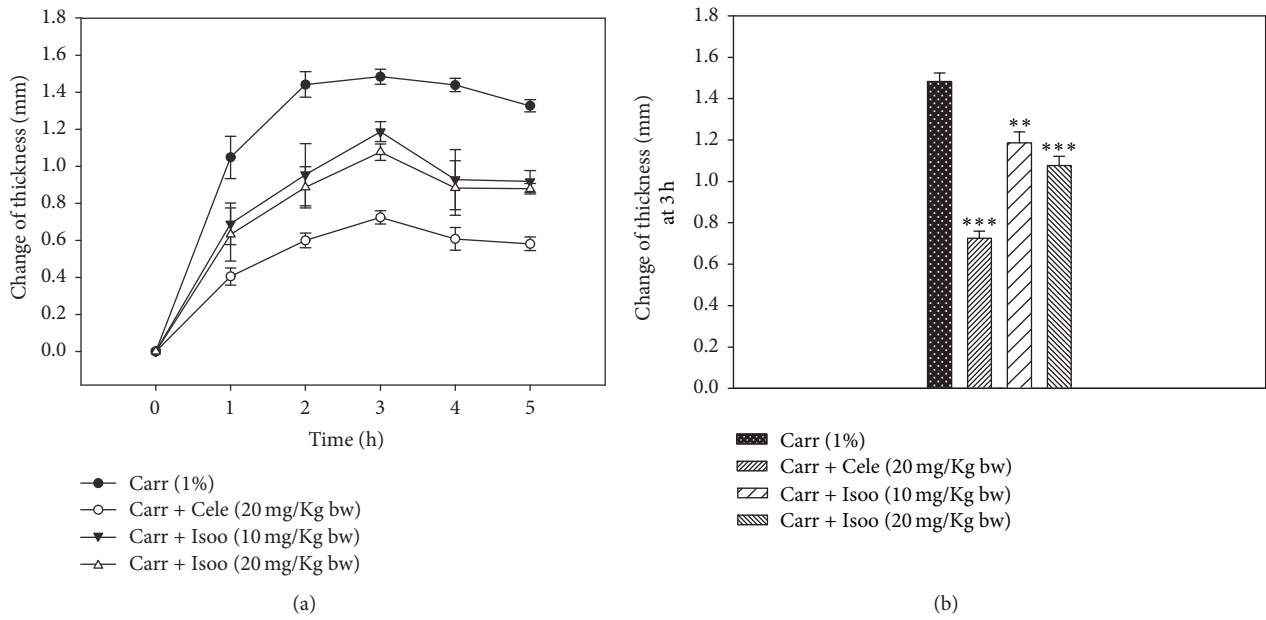 1.8
1.6
1.4
1.2
1.0
0.8
0.6
0.4
0.2
0.0
Change of thickness (mm)
0 1 2 3 4 5
Time (h)
Carr (1%)
Carr + Cele (20 mg/Kg bw)
Carr + Isoo (10 mg/Kg bw)
Carr + Isoo (20 mg/Kg bw)
(a)
1.8
1.6
1.4
1.2
1.0
0.8
0.6
0.4
0.2
0.0
Change of thickness (mm)
at 3 h
***
**
***
Carr (1%)
Carr + Cele (20 mg/Kg bw)
Carr + Isoo (10 mg/Kg bw)
Carr + Isoo (20 mg/Kg bw)
(b)